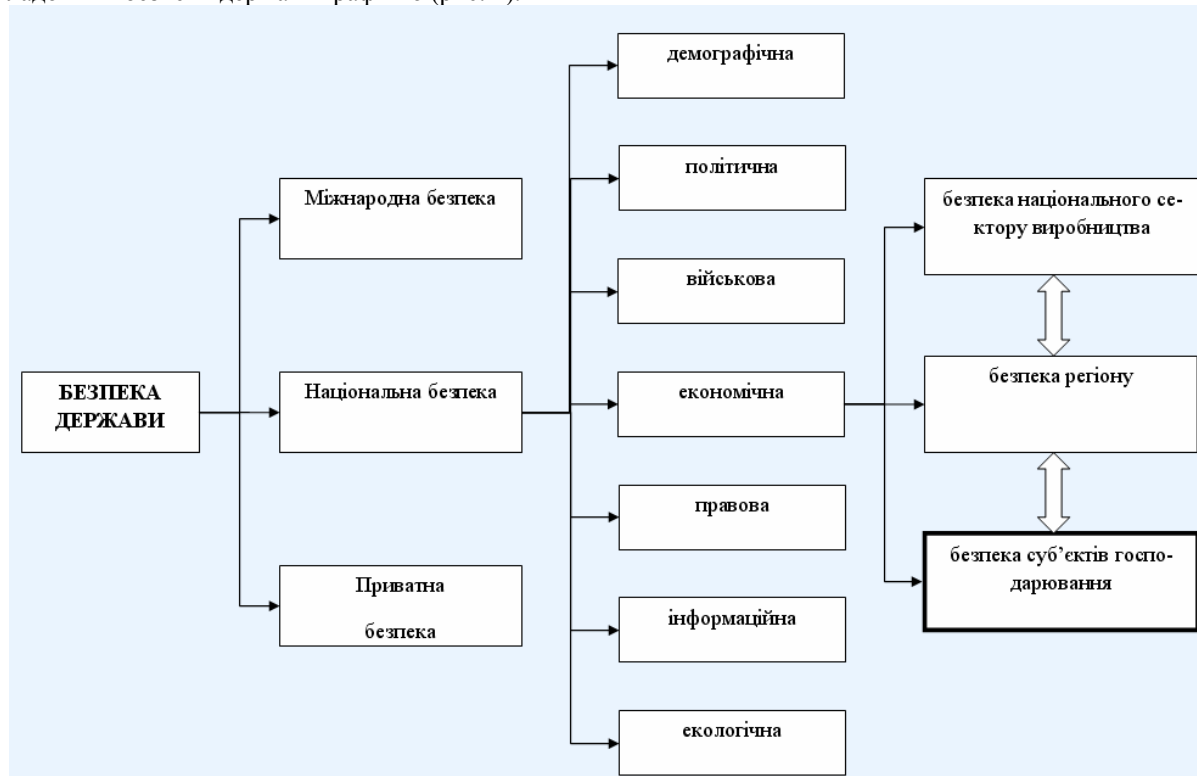 демографічна
політична
Міжнародна безпека
безпека національного се-
ктору виробництва
військова
БЕЗПЕКА
ДЕРЖАВИ
Національна безпека
економічна
безпека регіону
правова
безпека суб’єктів госпо-
дарювання
Приватна
безпека
інформаційна
екологічна